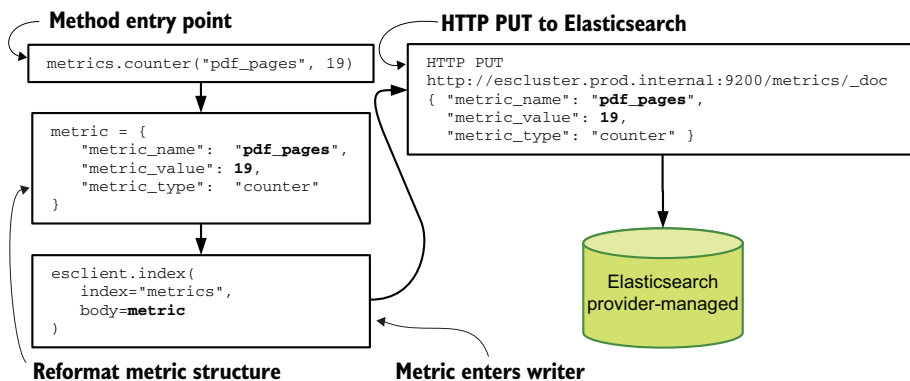 Method entry point
metrics.counter("pdf_pages", 19)
metric = {
"metric_name": "pdf_pages",
"metric_value": 19,
"metric_type": "counter"
}
esclient.index(
index="metrics",
body=metric
)
Reformat metric structure
Metric enters writer
HTTP PUT to Elasticsearch
HTTP PUT
http://escluster.prod.internal:9200/metrics/_doc
{ "metric_name": "pdf_pages",
"metric_value": 19,
"metric_type": "counter" }
Elasticsearch
provider-managed